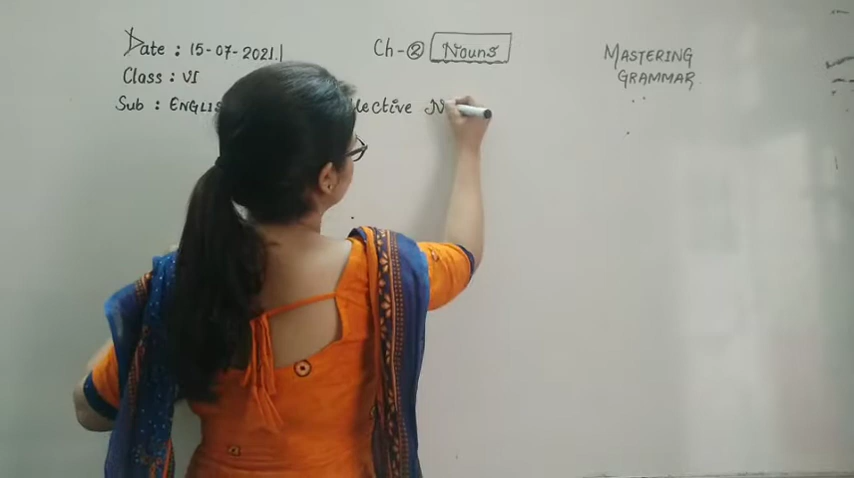 Date : 15-07-2021
Class : VI
Sub : ENGLIS
Ch-② Nouns
lective N
MASTERING
GRAMMAR